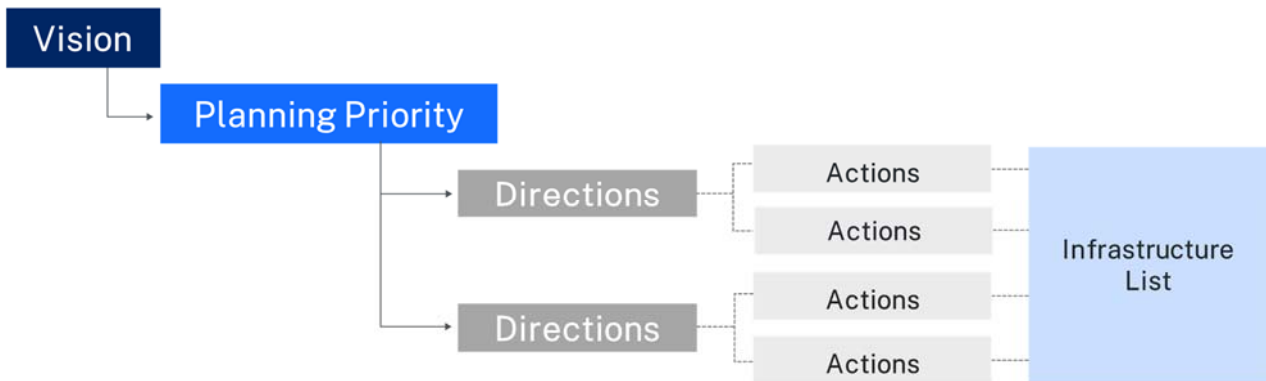 Vision
Planning Priority
Directions
Actions
Actions
Directions
Actions
Actions
Infrastructure
List